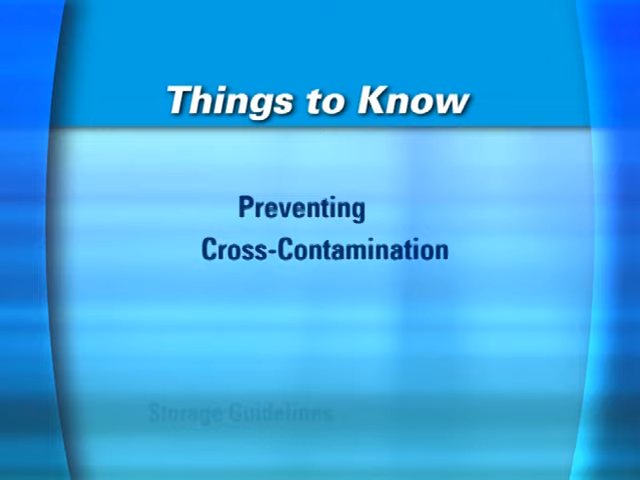 Things to Know
Preventing
Cross-Contamination
Storage Guidelines